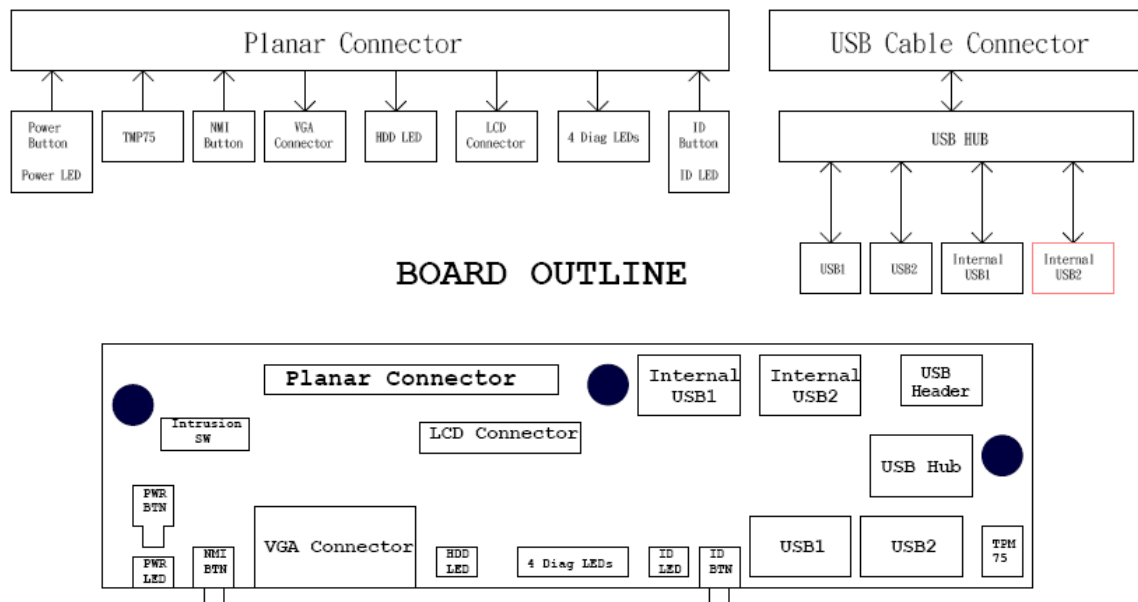 Planar Connector
USB Cable Connector
Power
Button
Power LED
TMP75
NMI
Button
VGA
Connector
HDD LED
LCD
Connector
4 Diag LEDs
ID
Button
ID LED
USB HUB
USB1
USB2
Internal
USB1
Internal
USB2
BOARD OUTLINE
Planar Connector
Internal
USB1
Internal
USB2
USB
Header
Intrusion
SW
LCD Connector
USB Hub
PWR
BTN
PWR
LED
NMI
BTN
VGA Connector
HDD
LED
4 Diag LEDs
ID
LED
ID
BTN
USB1
USB2
TPM
75